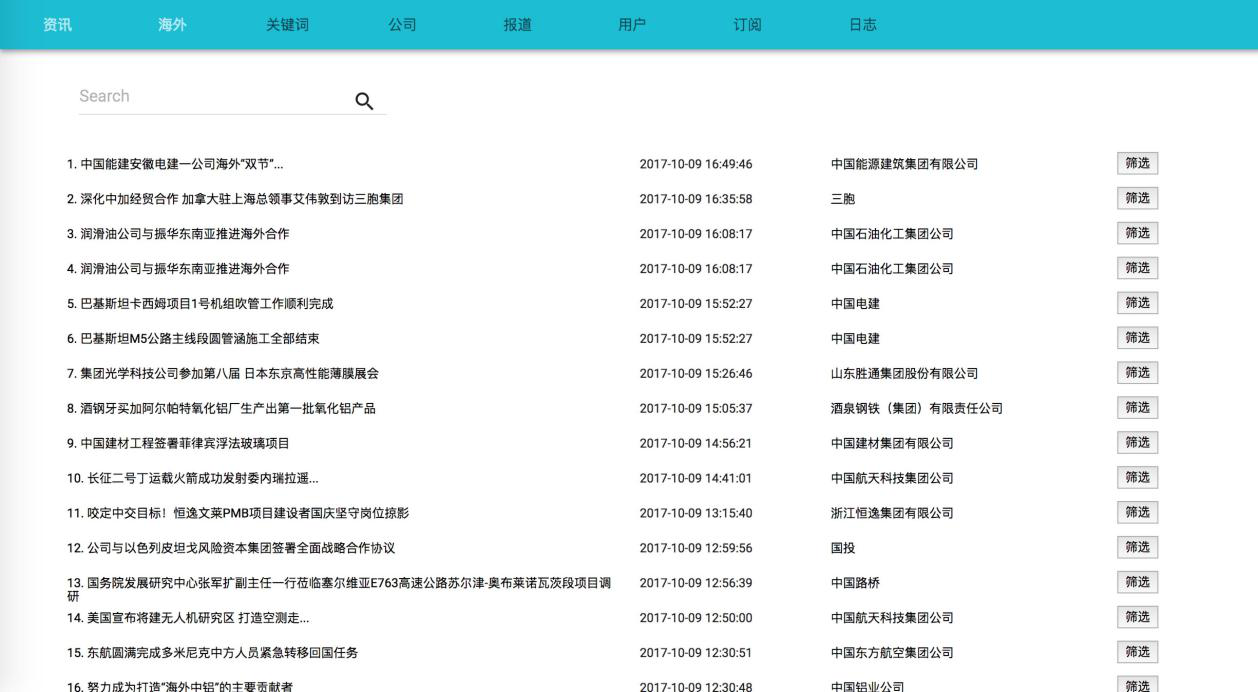 资讯 海外 关键词 公司 报道 用户 订阅 日志
Search
1. 中国能建安徽电建一公司海外“双节”... 2017-10-09 16:49:46 中国能源建筑集团有限公司 筛选
2. 深化中加经贸合作 加拿大驻上海总领事艾伟敦到访三胞集团 2017-10-09 16:35:58 三胞 筛选
3. 润滑油公司与振华东南亚推进海外合作 2017-10-09 16:08:17 中国石油化工集团公司 筛选
4. 润滑油公司与振华东南亚推进海外合作 2017-10-09 16:08:17 中国石油化工集团公司 筛选
5. 巴基斯坦卡西姆项目1号机组吹管工作顺利完成 2017-10-09 15:52:27 中国电建 筛选
6. 巴基斯坦M5公路主线段圆管涵施工全部结束 2017-10-09 15:52:27 中国电建 筛选
7. 集团光学科技公司参加第八届 日本东京高性能薄膜展会 2017-10-09 15:26:46 山东胜通集团股份有限公司 筛选
8. 酒钢牙买加阿尔帕特氧化铝厂生产出第一批氧化铝产品 2017-10-09 15:05:37 酒泉钢铁（集团）有限责任公司 筛选
9. 中国建材工程签署菲律宾浮法玻璃项目 2017-10-09 14:56:21 中国建材集团有限公司 筛选
10. 长征二号丁运载火箭成功发射委内瑞拉遥... 2017-10-09 14:41:01 中国航天科技集团公司 筛选
11. 咬定中交目标！恒逸文莱PMB项目建设者国庆坚守岗位掠影 2017-10-09 13:15:40 浙江恒逸集团有限公司 筛选
12. 公司与以色列皮坦戈风险资本集团签署全面战略合作协议 2017-10-09 12:59:56 国投 筛选
13. 国务院发展研究中心张军扩副主任一行莅临塞尔维亚E763高速公路苏尔津-奥布莱诺瓦茨段项目调 2017-10-09 12:56:39 中国路桥 筛选
研
14. 美国宣布将建无人机研究区 打造空测走... 2017-10-09 12:50:00 中国航天科技集团公司 筛选
15. 东航圆满完成多米尼克中方人员紧急转移回国任务 2017-10-09 12:30:51 中国东方航空集团公司 筛选
16. 努力成为打造“海外中铝”的主要贡献者 2017-10-09 12:30:48 中国铝业公司 筛选